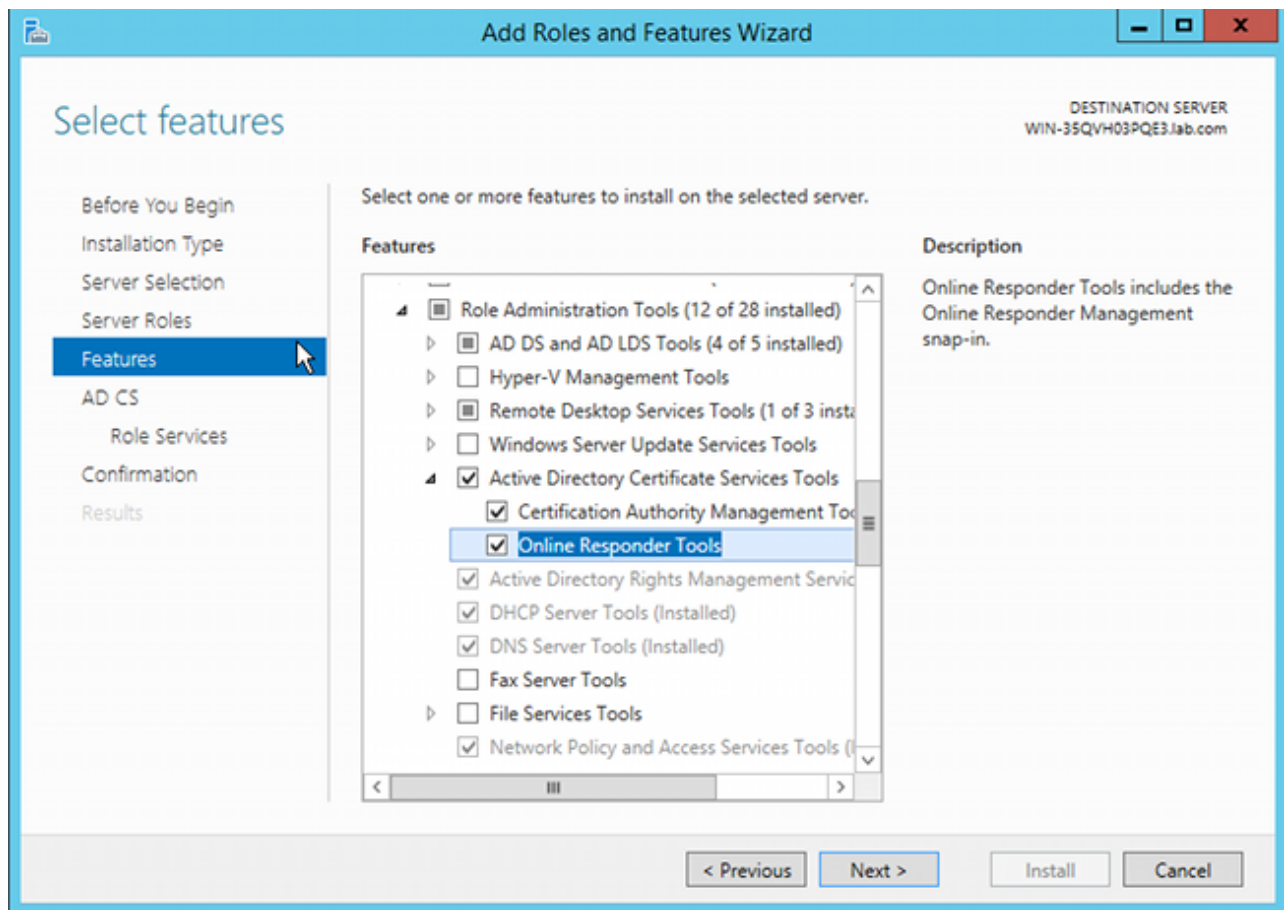 Add Roles and Features Wizard
Select features
DESTINATION SERVER
WIN-35QVH03PQE3.lab.com
Before You Begin
Installation Type
Server Selection
Server Roles
Features
AD CS
Role Services
Confirmation
Results
Select one or more features to install on the selected server.
Features
Role Administration Tools (12 of 28 installed)
AD DS and AD LDS Tools (4 of 5 installed)
Hyper-V Management Tools
Remote Desktop Services Tools (1 of 3 insta
Windows Server Update Services Tools
Active Directory Certificate Services Tools
Certification Authority Management Too
Online Responder Tools
Active Directory Rights Management Servic
DHCP Server Tools (Installed)
DNS Server Tools (Installed)
Fax Server Tools
File Services Tools
Network Policy and Access Services Tools (I
Description
Online Responder Tools includes the
Online Responder Management
snap-in.
< Previous
Next >
Install
Cancel